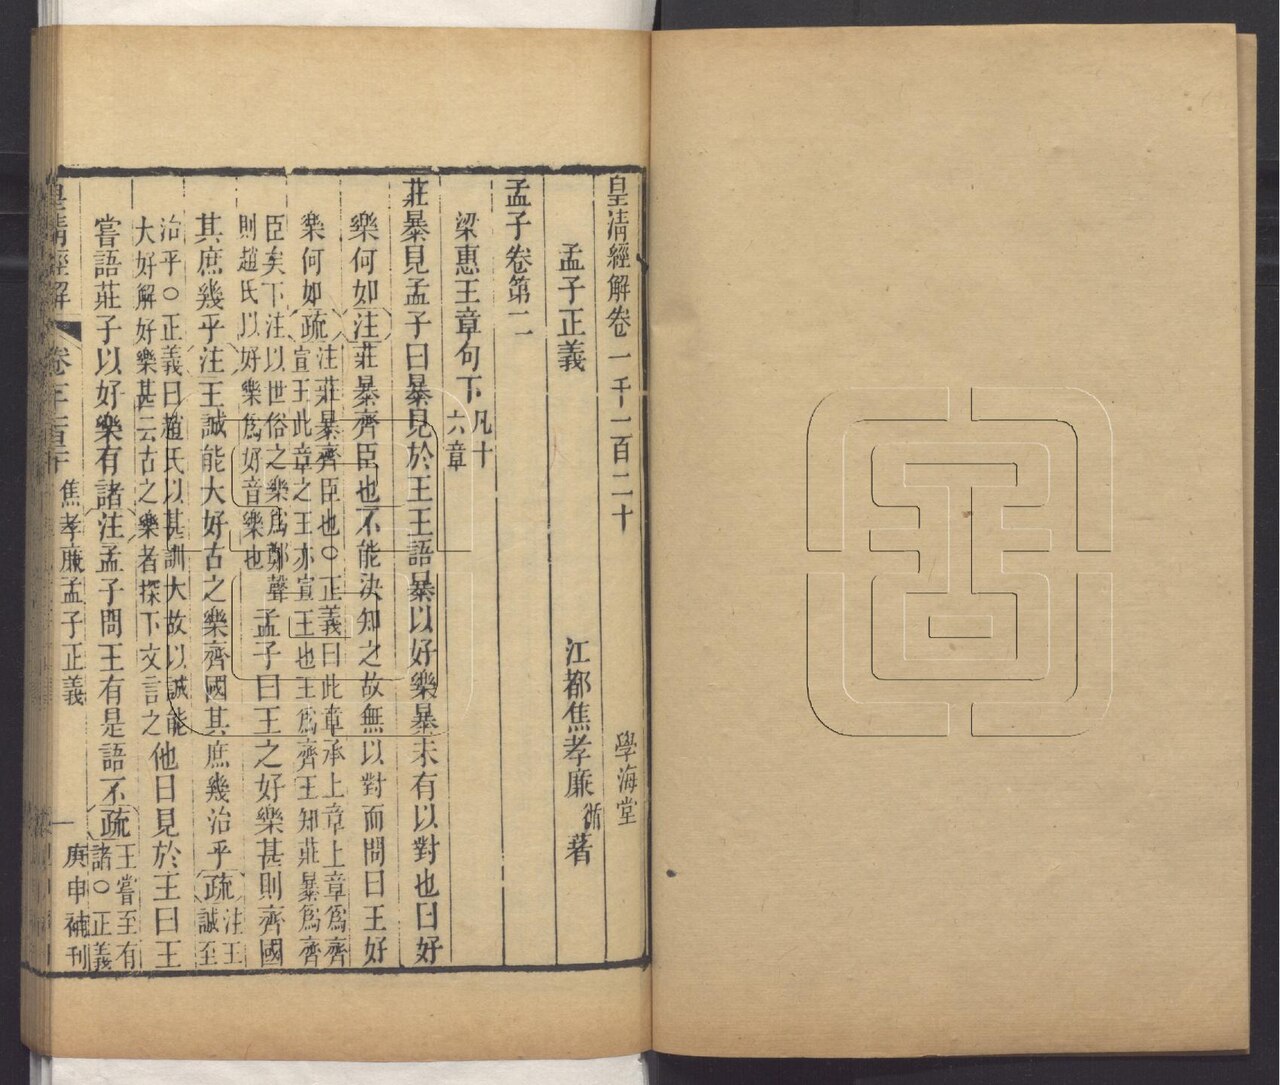 皇清經解卷一千一百二十　學海堂
孟子正義　江都焦孝廉循著
孟子卷第二
梁惠王章句下凡十六章
莊暴見孟子曰暴見於王王語暴以好樂暴未有以對也曰好
樂何如注莊暴齊臣也不能決知之故無以對而問曰王好
樂何如疏注莊暴齊臣也○正義曰此章承上章上章爲齊
宣王此章之王亦宣王也王爲齊王知莊暴爲齊
臣矣下注以世俗之樂爲鄭聲
則趙氏以好樂爲好音樂也孟子曰王之好樂甚則齊國
其庶幾乎注王誠能大好古之樂齊國其庶幾治乎疏注王
誠至
治乎○正義曰趙氏以甚訓大故以誠能
大好解好樂甚云古之樂者探下文言之他日見於王曰王
嘗語莊子以好樂有諸注孟子問王有是語不疏王嘗至有
諸○正義
皇清經解　焦孝廉孟子正義　一　庚申補刊